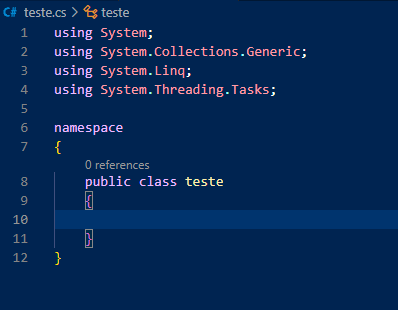 C# teste.cs > teste
1 using System;
2 using System.Collections.Generic;
3 using System.Linq;
4 using System.Threading.Tasks;
5
6 namespace
7 {
0 references
8 public class teste
9 {
10
11 }
12 }